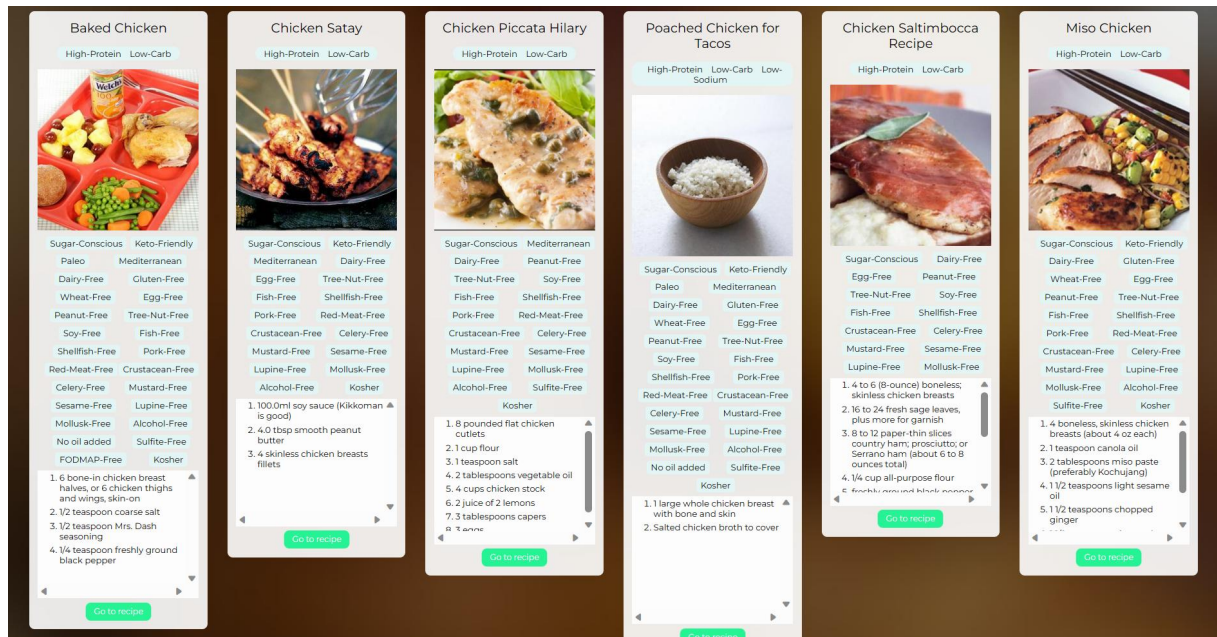 Baked Chicken
High-Protein Low-Carb
Welch's
Sugar-Conscious Keto-Friendly
Paleo Mediterranean
Dairy-Free Gluten-Free
Wheat-Free Egg-Free
Peanut-Free Tree-Nut-Free
Soy-Free Fish-Free
Shellfish-Free Pork-Free
Red-Meat-Free Crustacean-Free
Celery-Free Mustard-Free
Sesame-Free Lupine-Free
Mollusk-Free Alcohol-Free
No oil added Sulfite-Free
FODMAP-Free Kosher
1. 6 bone-in chicken breast
halves, or 6 chicken thighs
and wings, skin-on
2. 1/2 teaspoon coarse salt
3. 1/2 teaspoon Mrs. Dash
seasoning
4. 1/4 teaspoon freshly ground
black pepper
Go to recipe
Chicken Satay
High-Protein Low-Carb
Sugar-Conscious Keto-Friendly
Mediterranean Dairy-Free
Egg-Free Tree-Nut-Free
Fish-Free Shellfish-Free
Pork-Free Red-Meat-Free
Crustacean-Free Celery-Free
Mustard-Free Sesame-Free
Lupine-Free Mollusk-Free
Alcohol-Free Kosher
1. 100.0ml soy sauce (Kikkoman
is good)
2. 4.0 tbsp smooth peanut
butter
3. 4 skinless chicken breasts
fillets
Go to recipe
Chicken Piccata Hilary
High-Protein Low-Carb
Sugar-Conscious Mediterranean
Dairy-Free Peanut-Free
Tree-Nut-Free Soy-Free
Fish-Free Shellfish-Free
Pork-Free Red-Meat-Free
Crustacean-Free Celery-Free
Mustard-Free Sesame-Free
Lupine-Free Mollusk-Free
Alcohol-Free Sulfite-Free
Kosher
1. 8 pounded flat chicken
cutlets
2. 1 cup flour
3. 1 teaspoon salt
4. 2 tablespoons vegetable oil
5. 4 cups chicken stock
6. 2 juice of 2 lemons
7. 3 tablespoons capers
8. 3 eggs
Go to recipe
Poached Chicken for
Tacos
High-Protein Low-Carb Low-
Sodium
Sugar-Conscious Keto-Friendly
Paleo Mediterranean
Dairy-Free Gluten-Free
Wheat-Free Egg-Free
Peanut-Free Tree-Nut-Free
Soy-Free Fish-Free
Shellfish-Free Pork-Free
Red-Meat-Free Crustacean-Free
Celery-Free Mustard-Free
Sesame-Free Lupine-Free
Mollusk-Free Alcohol-Free
No oil added Sulfite-Free
Kosher
1. 1 large whole chicken breast
with bone and skin
2. Salted chicken broth to cover
Go to recipe
Chicken Saltimbocca
Recipe
High-Protein Low-Carb
Sugar-Conscious Dairy-Free
Egg-Free Peanut-Free
Tree-Nut-Free Soy-Free
Fish-Free Shellfish-Free
Crustacean-Free Celery-Free
Mustard-Free Sesame-Free
Lupine-Free Mollusk-Free
1. 4 to 6 (8-ounce) boneless;
skinless chicken breasts
2. 16 to 24 fresh sage leaves,
plus more for garnish
3. 8 to 12 paper-thin slices
country ham; prosciutto; or
Serrano ham (about 6 to 8
ounces total)
4. 1/4 cup all-purpose flour
5. freshly ground black pepper
Go to recipe
Miso Chicken
High-Protein Low-Carb
Sugar-Conscious Keto-Friendly
Dairy-Free Gluten-Free
Wheat-Free Egg-Free
Peanut-Free Tree-Nut-Free
Fish-Free Shellfish-Free
Pork-Free Red-Meat-Free
Crustacean-Free Celery-Free
Mustard-Free Lupine-Free
Mollusk-Free Alcohol-Free
Sulfite-Free Kosher
1. 4 boneless, skinless chicken
breasts (about 4 oz each)
2. 1 teaspoon canola oil
3. 2 tablespoons miso paste
(preferably Kochujang)
4. 1 1/2 teaspoons light sesame
oil
5. 1 1/2 teaspoons chopped
ginger
Go to recipe